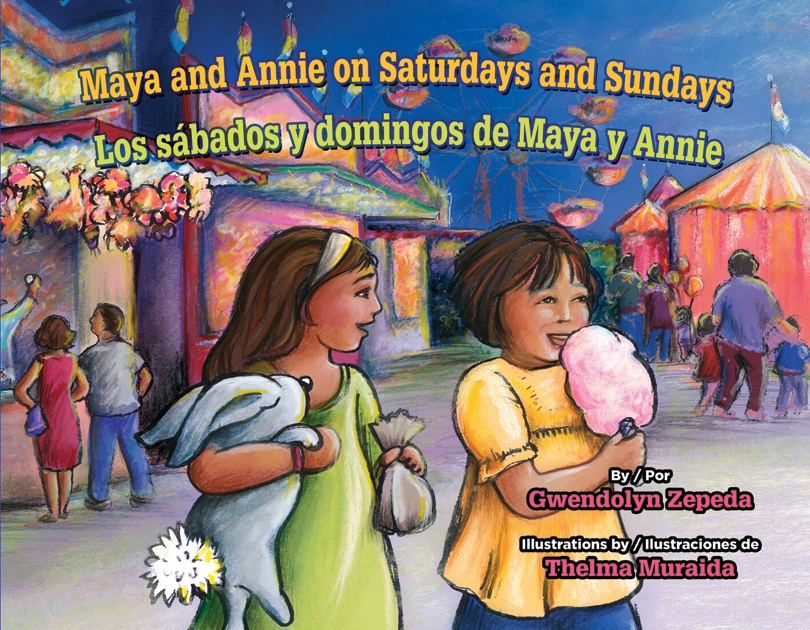 Maya and Annie on Saturdays and Sundays
Los sábados y domingos de Maya y Annie
By / Por
Gwendolyn Zepeda
Illustrations by / Ilustraciones de
Thelma Muraida